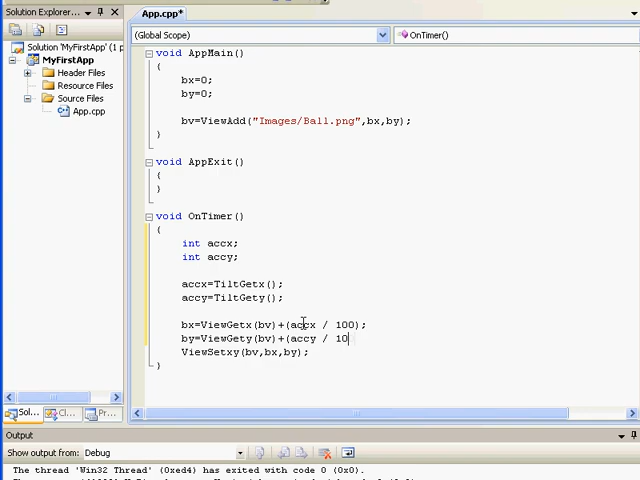 Solution Explorer...
App.cpp*
(Global Scope)
OnTimer()
Solution 'MyFirstApp' (1 p
MyFirstApp
Header Files
Resource Files
Source Files
App.cpp
void AppMain()
{
bx=0;
by=0;
bv=ViewAdd("Images/Ball.png",bx,by);
}
void AppExit()
{
}
void OnTimer()
{
int accx;
int accy;
accx=TiltGetx();
accy=TiltGety();
bx=ViewGetx(bv)+(accx / 100);
by=ViewGety(bv)+(accy / 10
ViewSetxy(bv,bx,by);
}
Sol...
Cl...
Pr...
Output
Show output from: Debug
The thread 'Win32 Thread' (0xed4) has exited with code 0 (0x0).